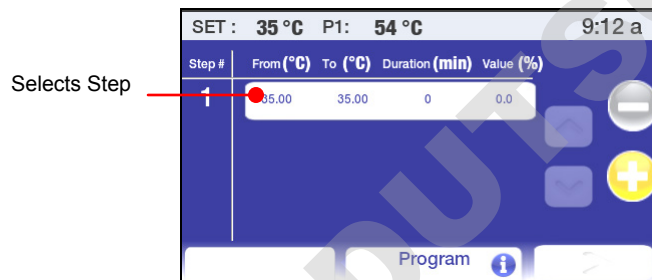 SET : 35 °C P1: 54 °C 9:12 a
Step # From (°C) To (°C) Duration (min) Value (%)
Selects Step
1 35.00 35.00 0 0.0
Program